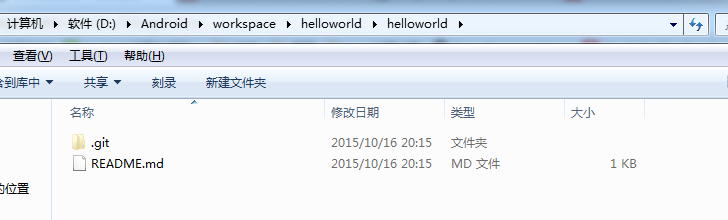 计算机 ▸ 软件 (D:) ▸ Android ▸ workspace ▸ helloworld ▸ helloworld ▸
查看(V) 工具(T) 帮助(H)
含到库中 ▼ 共享 ▼ 刻录 新建文件夹
名称 修改日期 类型 大小
.git 2015/10/16 20:15 文件夹
README.md 2015/10/16 20:15 MD 文件 1 KB
的位置